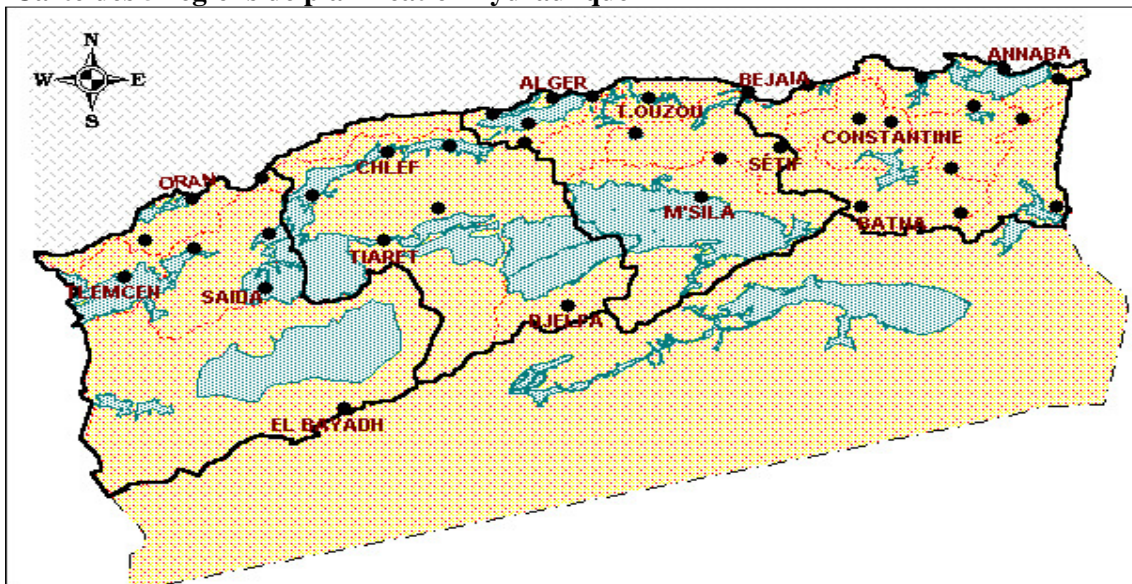 N
W E
S
ANNABA
ALGER
BEJAIA
T.OUZOU
CONSTANTINE
CHLEF
SETIF
ORAN
M'SILA
BATNA
TIARET
TLEMCEN
SAIDA
DJELFA
EL BAYADH